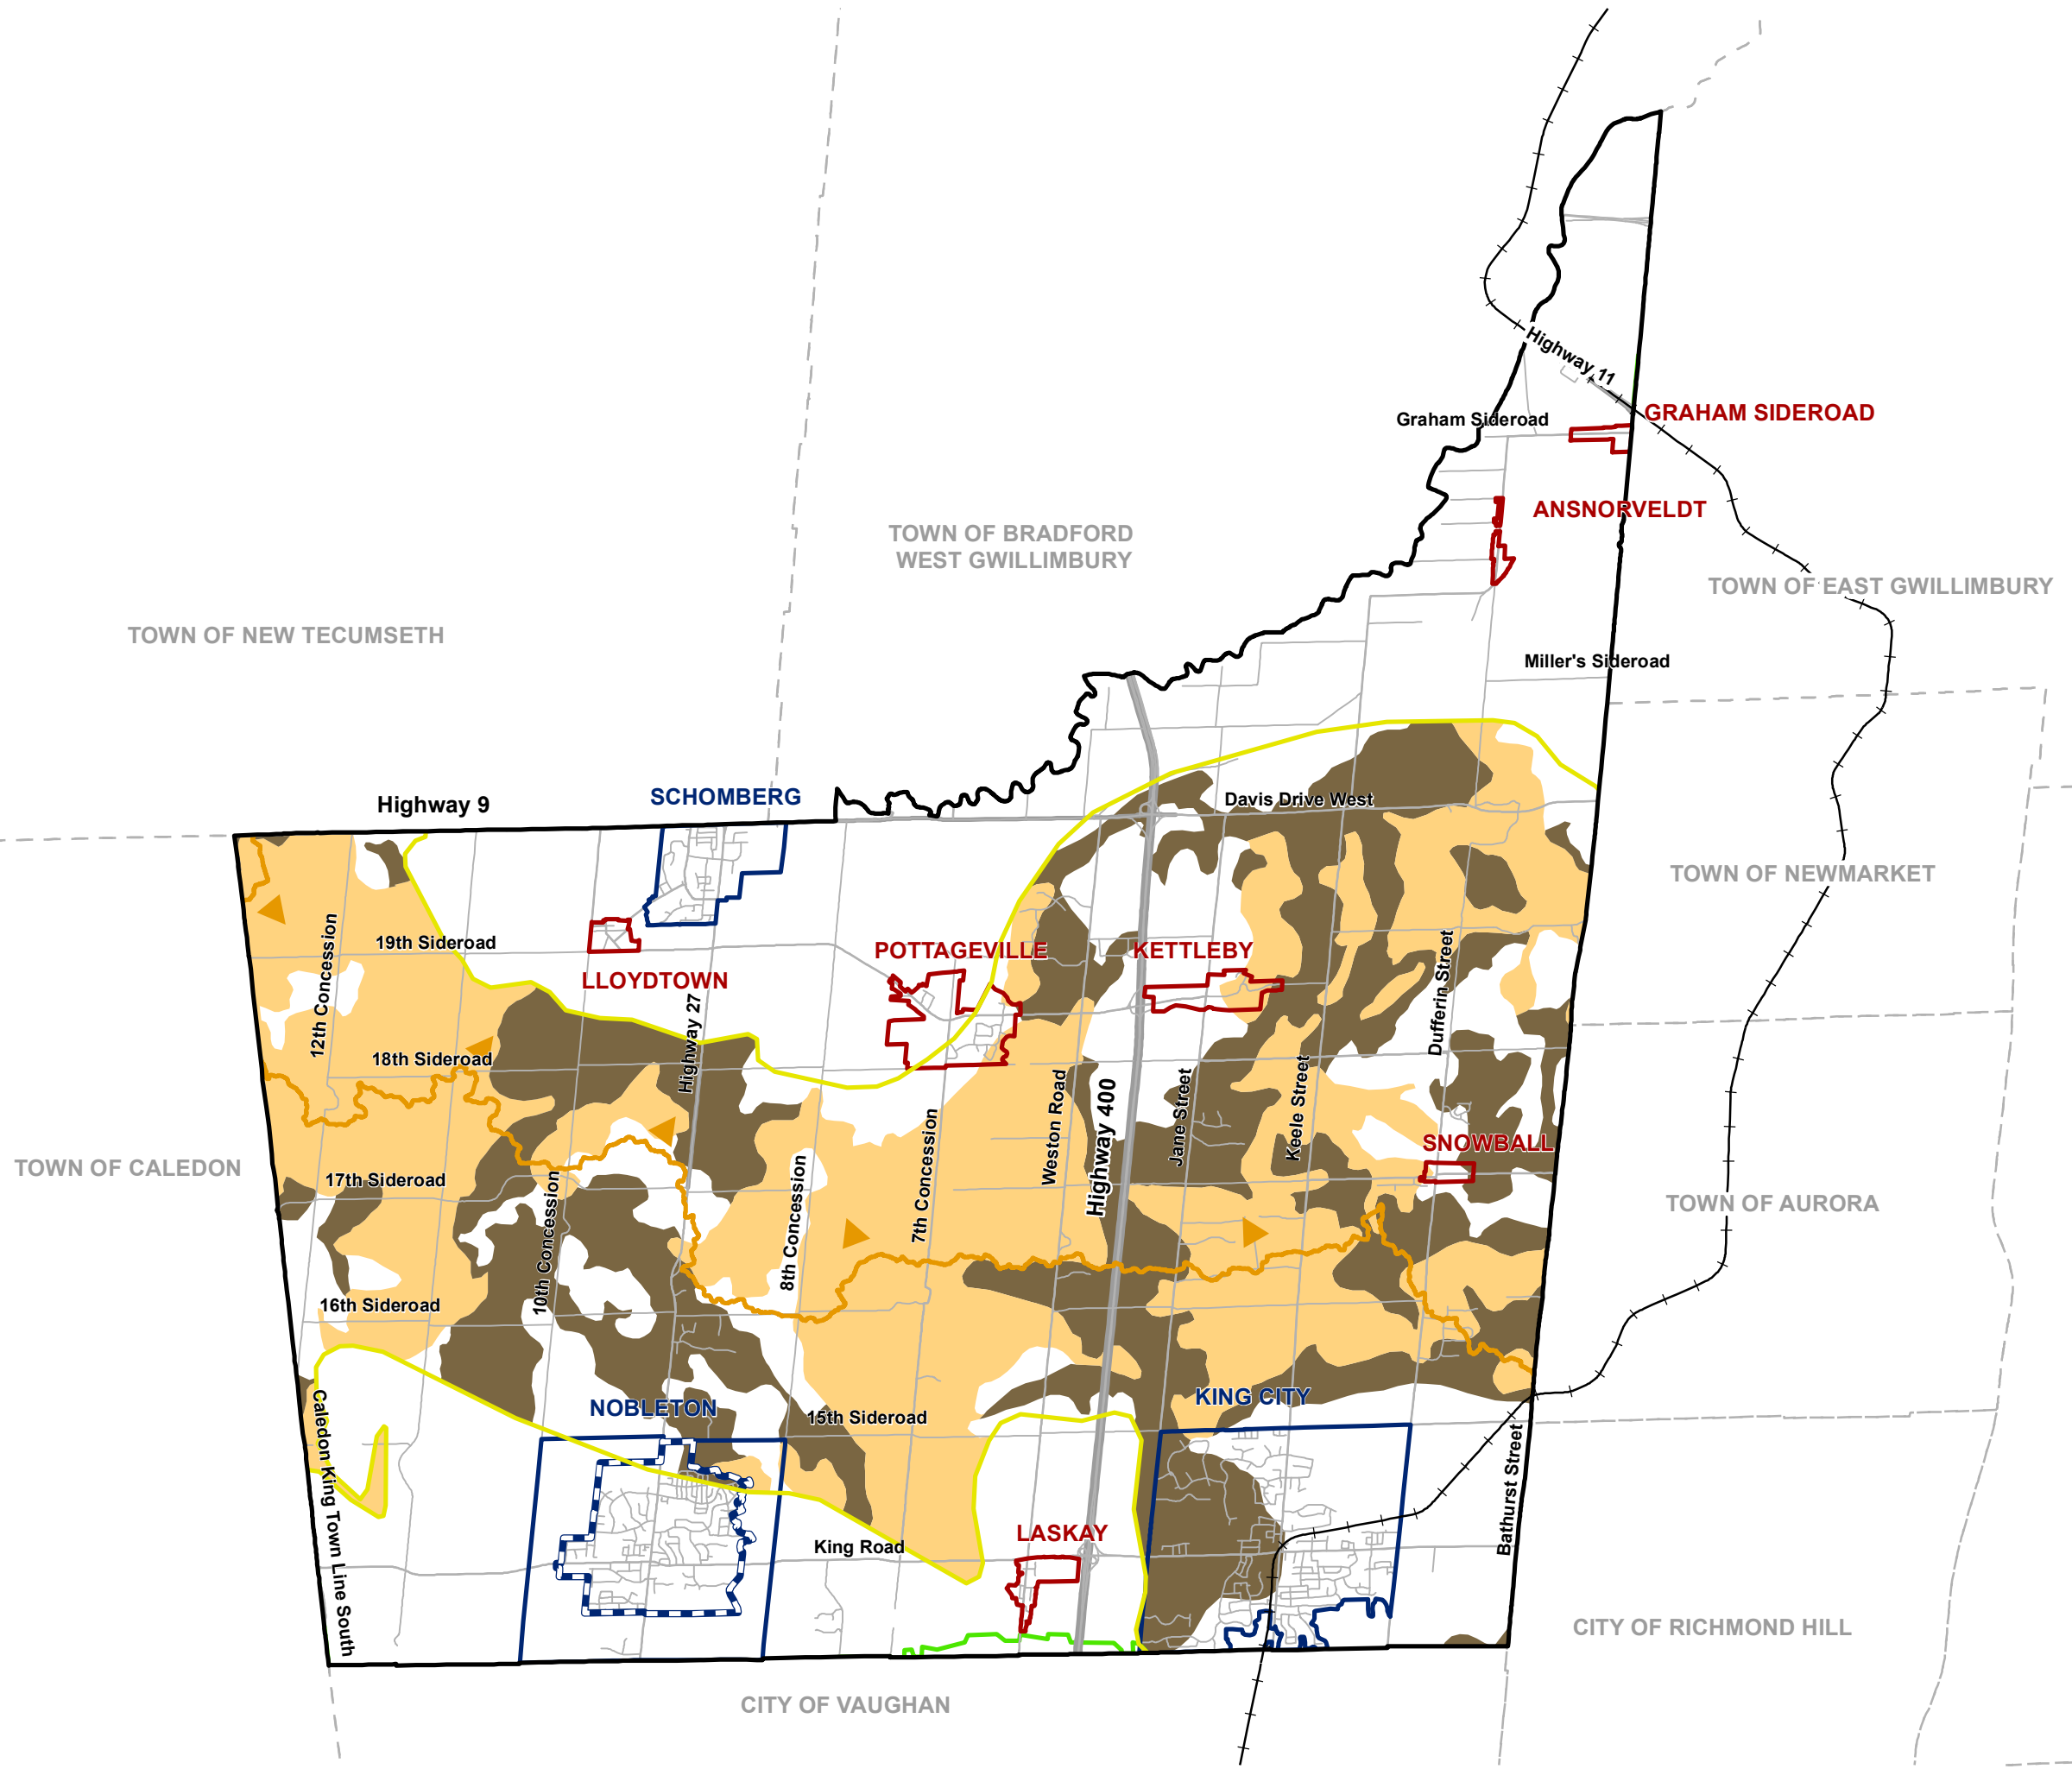 Highway 11
Graham Sideroad
GRAHAM SIDEROAD
ANSNORVELDT
TOWN OF BRADFORD
WEST GWILLIMBURY
TOWN OF EAST GWILLIMBURY
TOWN OF NEW TECUMSETH
Miller's Sideroad
Highway 9
SCHOMBERG
Davis Drive West
TOWN OF NEWMARKET
12th Concession
19th Sideroad
LLOYDTOWN
POTTAGEVILLE
KETTLEBY
Dufferin Street
Highway 27
18th Sideroad
Weston Road
Highway 400
Jane Street
Keele Street
SNOWBALL
TOWN OF CALEDON
17th Sideroad
10th Concession
8th Concession
7th Concession
TOWN OF AURORA
16th Sideroad
Caledon King Town Line South
NOBLETON
15th Sideroad
KING CITY
Bathurst Street
LASKAY
King Road
CITY OF RICHMOND HILL
CITY OF VAUGHAN